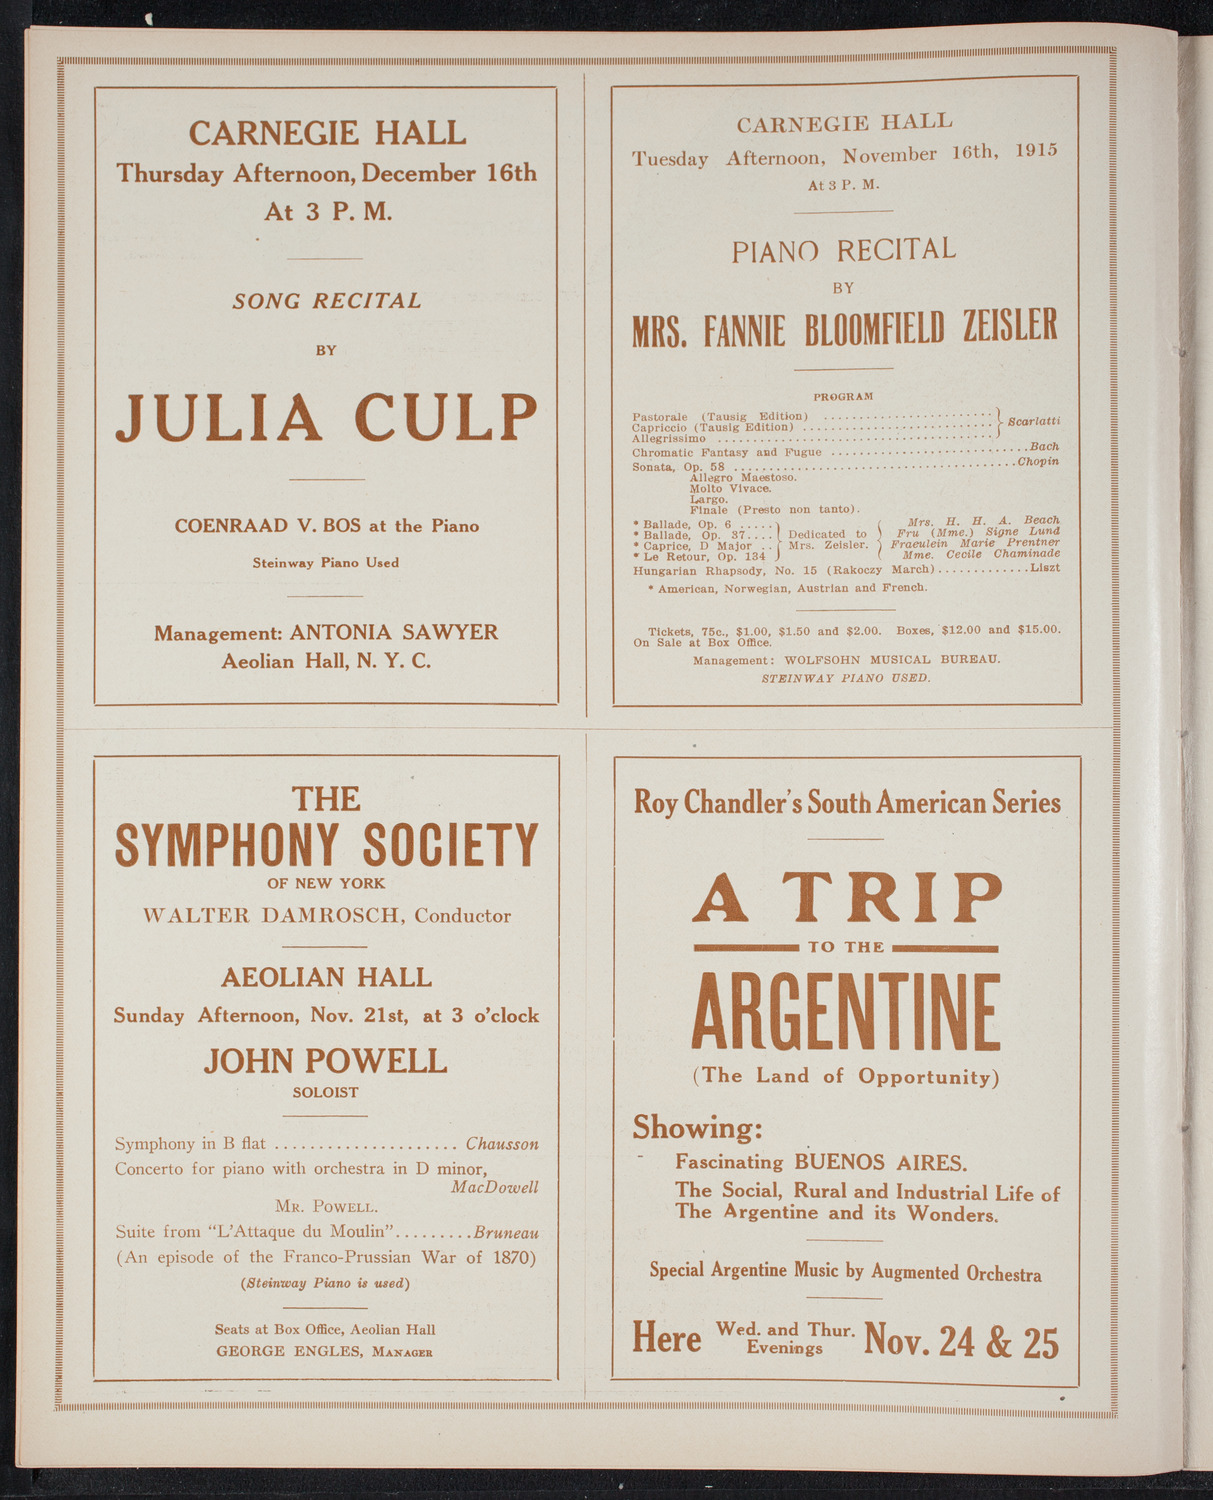 CARNEGIE HALL
Thursday Afternoon, December 16th
At 3 P. M.
SONG RECITAL
BY
JULIA CULP
COENRAAD V. BOS at the Piano
Steinway Piano Used
Management: ANTONIA SAWYER
Aeolian Hall, N. Y. C.
CARNEGIE HALL
Tuesday Afternoon, November 16th, 1915
At 3 P. M.
PIANO RECITAL
BY
MRS. FANNIE BLOOMFIELD ZEISLER
PROGRAM
Pastorale (Tausig Edition) ........................
Capriccio (Tausig Edition) ........................... } Scarlatti
Allegrissimo .......................................
Chromatic Fantasy and Fugue ............................Bach
Sonata, Op. 58 ........................................Chopin
Allegro Maestoso.
Molto Vivace.
Largo.
Finale (Presto non tanto).
* Ballade, Op. 6 ..... Mrs. H. H. A. Beach
* Ballade, Op. 37.... } Dedicated to { Fru (Mme.) Signe Lund
* Caprice, D Major .. } Mrs. Zeisler. { Fraeulein Marie Prentner
* Le Retour, Op. 134 Mme. Cecile Chaminade
Hungarian Rhapsody, No. 15 (Rakoczy March).............Liszt
* American, Norwegian, Austrian and French.
Tickets, 75c., $1.00, $1.50 and $2.00. Boxes, $12.00 and $15.00.
On Sale at Box Office.
Management: WOLFSOHN MUSICAL BUREAU.
STEINWAY PIANO USED.
THE
SYMPHONY SOCIETY
OF NEW YORK
WALTER DAMROSCH, Conductor
AEOLIAN HALL
Sunday Afternoon, Nov. 21st, at 3 o'clock
JOHN POWELL
SOLOIST
Symphony in B flat .................... Chausson
Concerto for piano with orchestra in D minor,
MacDowell
MR. POWELL.
Suite from "L'Attaque du Moulin".........Bruneau
(An episode of the Franco-Prussian War of 1870)
(Steinway Piano is used)
Seats at Box Office, Aeolian Hall
GEORGE ENGLES, MANAGER
Roy Chandler's South American Series
A TRIP
TO THE
ARGENTINE
(The Land of Opportunity)
Showing:
Fascinating BUENOS AIRES.
The Social, Rural and Industrial Life of
The Argentine and its Wonders.
Special Argentine Music by Augmented Orchestra
Here Wed. and Thur. Evenings Nov. 24 & 25